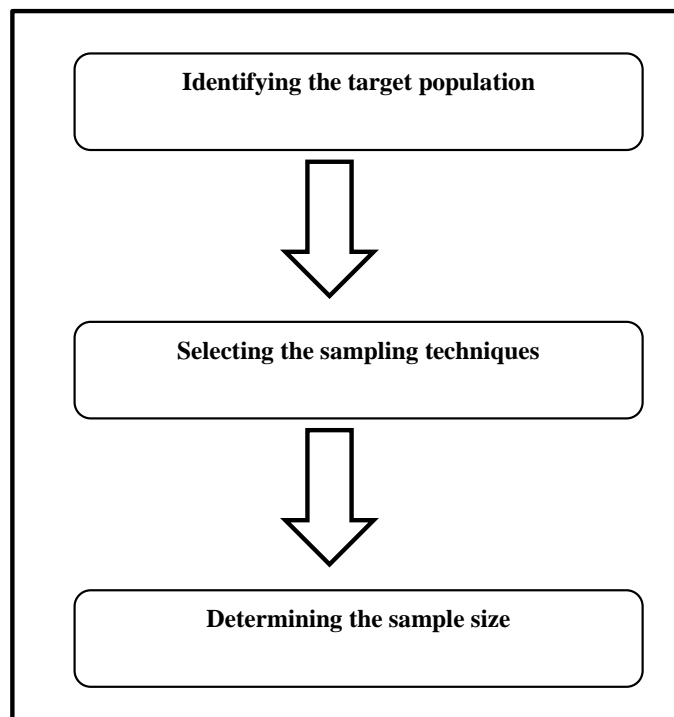 Identifying the target population
Selecting the sampling techniques
Determining the sample size